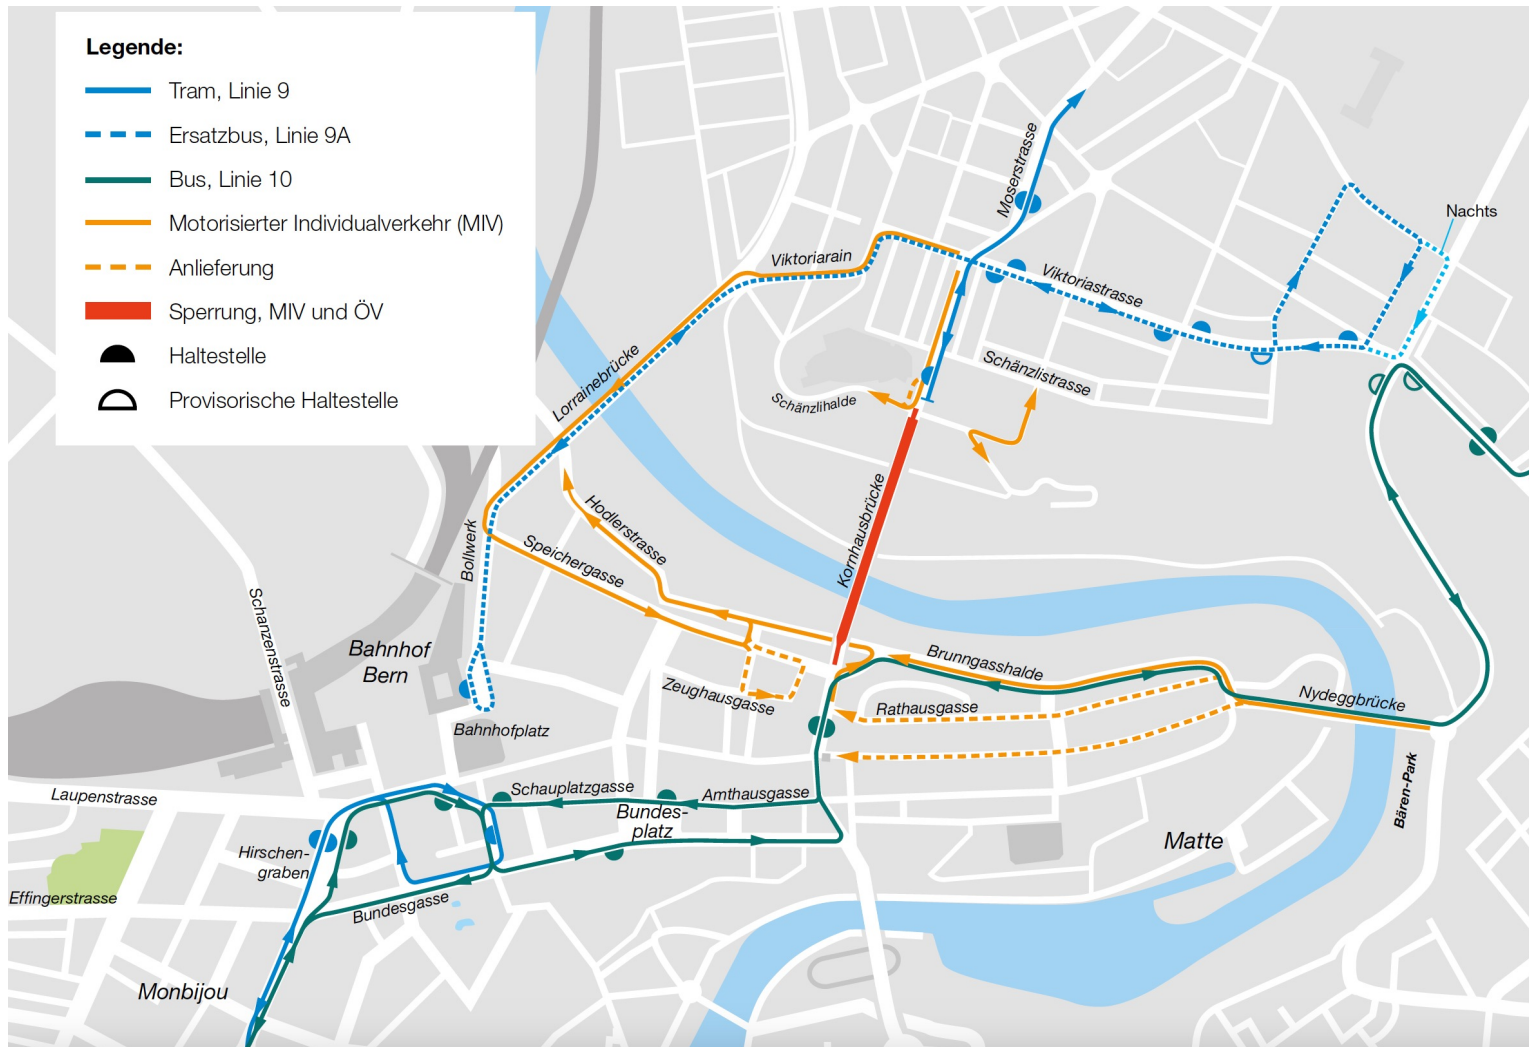 Legende:
Tram, Linie 9
Ersatzbus, Linie 9A
Bus, Linie 10
Motorisierter Individualverkehr (MIV)
Anlieferung
Sperrung, MIV und ÖV
Haltestelle
Provisorische Haltestelle
Moserstrasse
Nachts
Viktoriarain
Viktoriastrasse
Lorrainebrücke
Schänzlistrasse
Schänzlihalde
Kornhausbrücke
Hodlerstrasse
Speichergasse
Bollwerk
Schanzenstrasse
Bahnhof
Bern
Brunngasshalde
Zeughausgasse
Rathausgasse
Nydeggbrücke
Bahnhofplatz
Laupenstrasse
Schauplatzgasse
Amthausgasse
Bundes-
platz
Bären-Park
Matte
Hirschen-
graben
Effingerstrasse
Bundesgasse
Monbijou